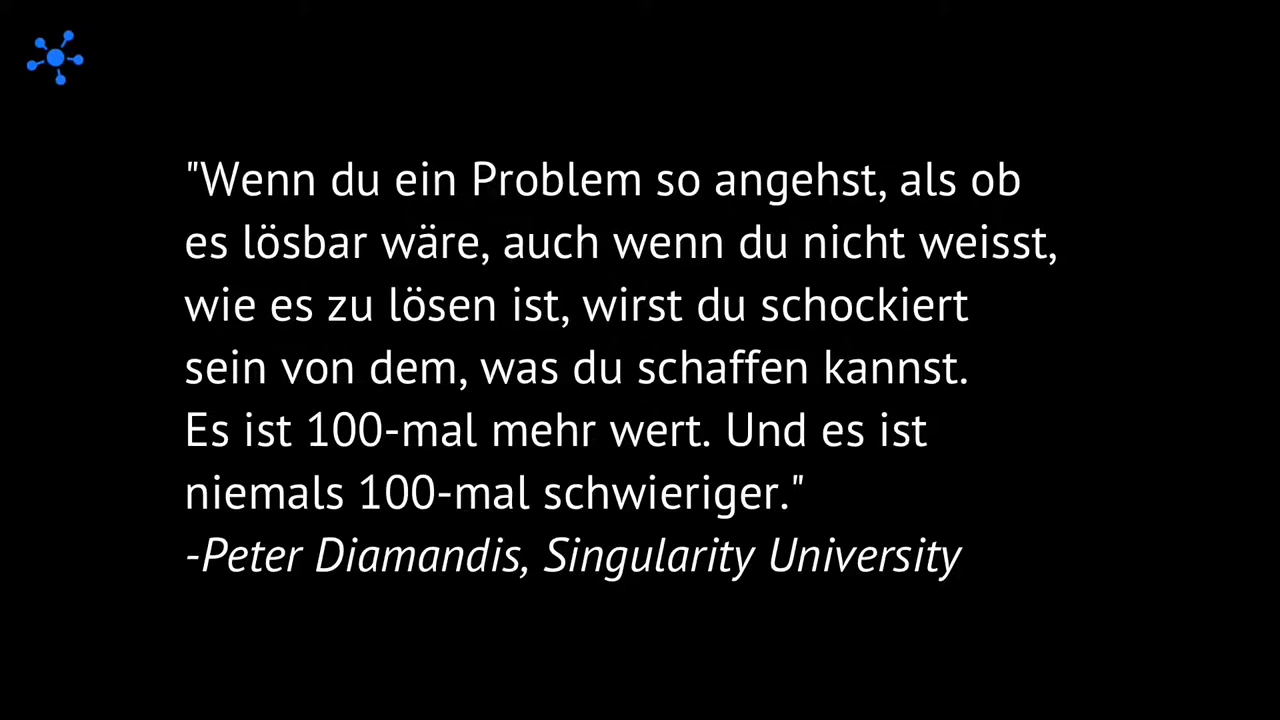 "Wenn du ein Problem so angehst, als ob
es lösbar wäre, auch wenn du nicht weisst,
wie es zu lösen ist, wirst du schockiert
sein von dem, was du schaffen kannst.
Es ist 100-mal mehr wert. Und es ist
niemals 100-mal schwieriger."
-Peter Diamandis, Singularity University